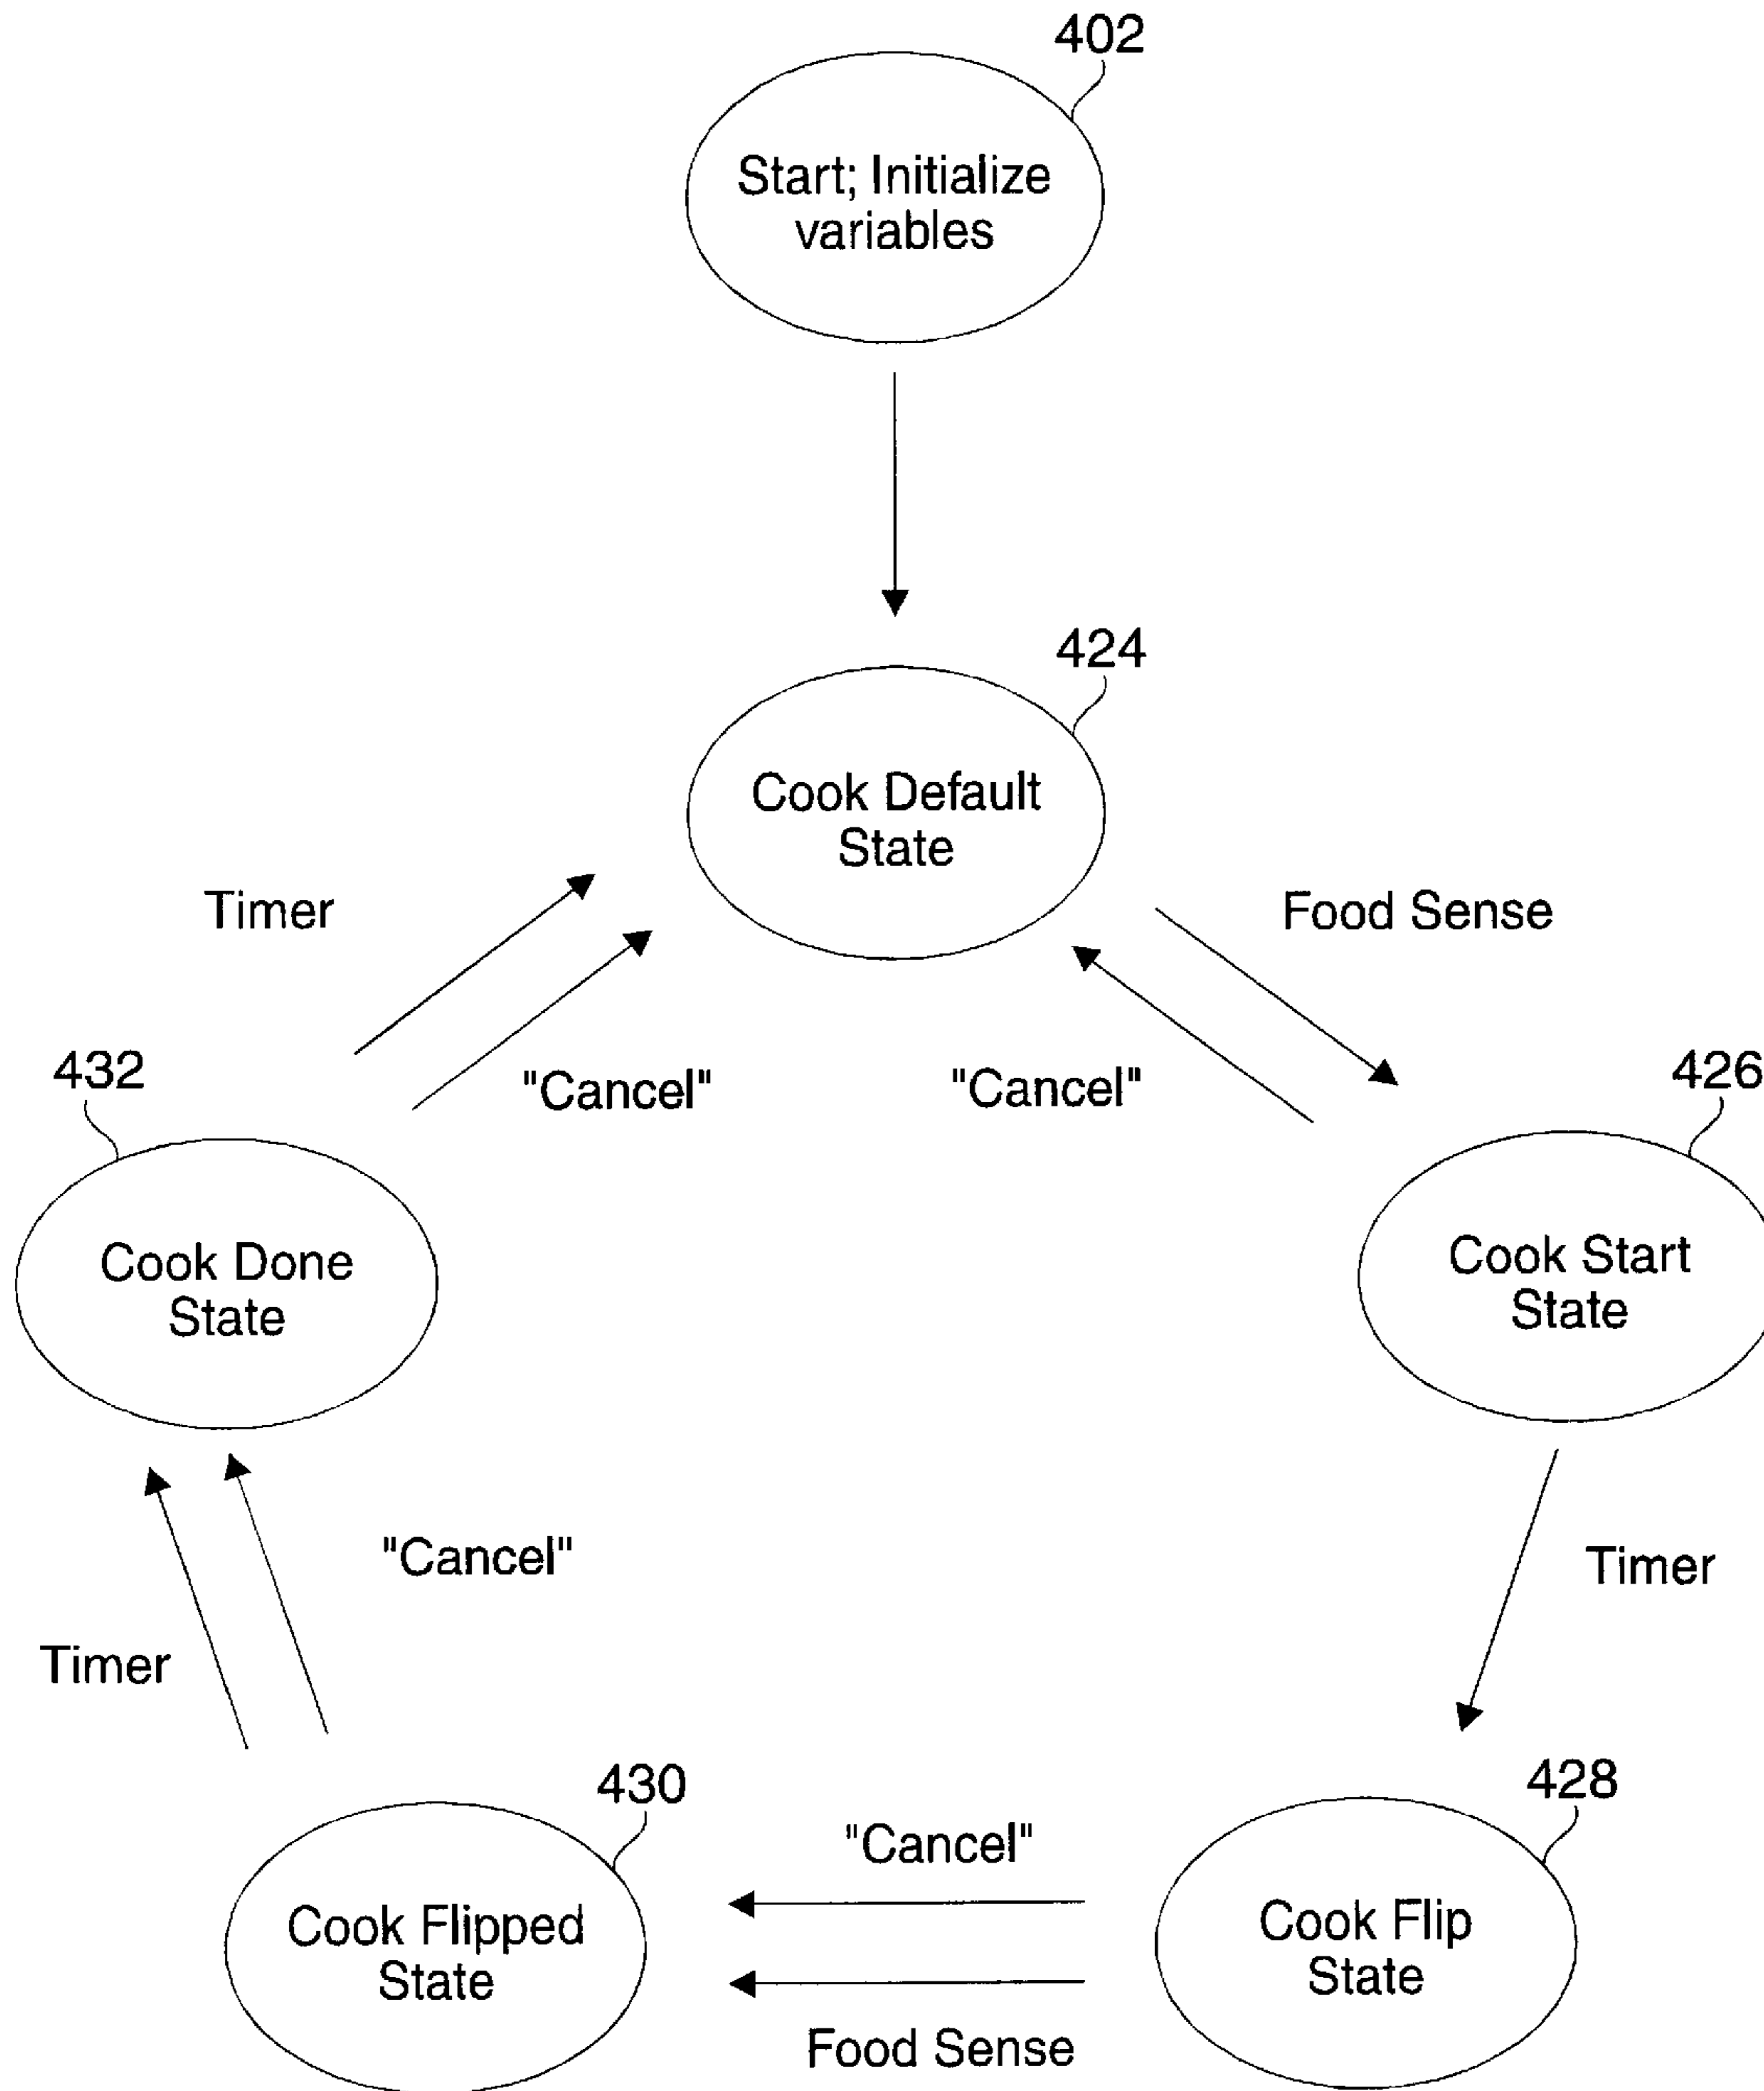 402
Start; Initialize
variables
424
Cook Default
State
Timer
Food Sense
"Cancel"
"Cancel"
432
426
Cook Done
State
Cook Start
State
"Cancel"
Timer
Timer
430
428
"Cancel"
Cook Flipped
State
Cook Flip
State
Food Sense